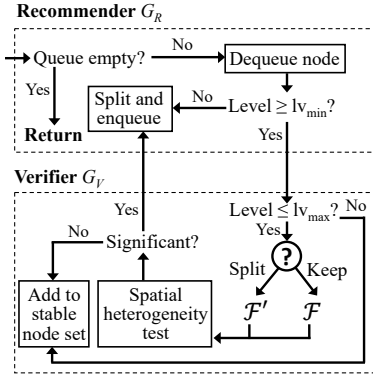 Recommender G_R
Queue empty?
No
Dequeue node
Yes
Split and
enqueue
No
Level ≥ lv_min?
Return
Yes
Verifier G_V
Yes
Level ≤ lv_max?
No
No
Significant?
Yes
?
Split
Keep
Add to
stable
node set
Spatial
heterogeneity
test
ℱ′
ℱ